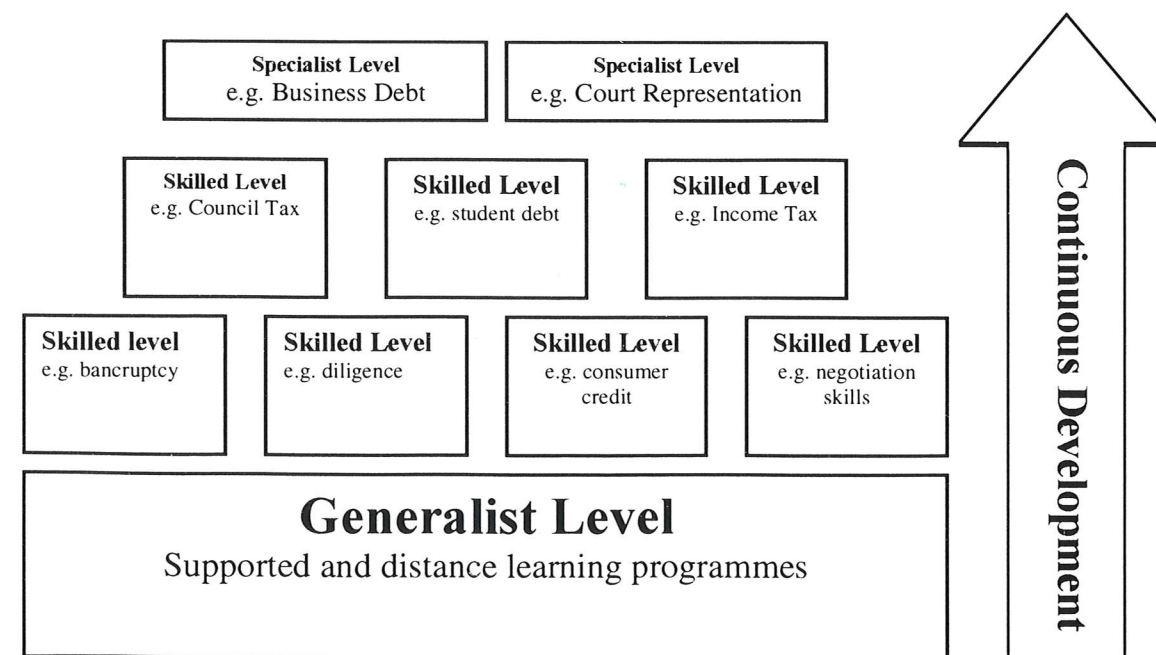 Specialist Level
e.g. Business Debt
Specialist Level
e.g. Court Representation
Skilled Level
e.g. Council Tax
Skilled Level
e.g. student debt
Skilled Level
e.g. Income Tax
Skilled level
e.g. bancruptcy
Skilled Level
e.g. diligence
Skilled Level
e.g. consumer
credit
Skilled Level
e.g. negotiation
skills
Generalist Level
Supported and distance learning programmes
Continuous Development